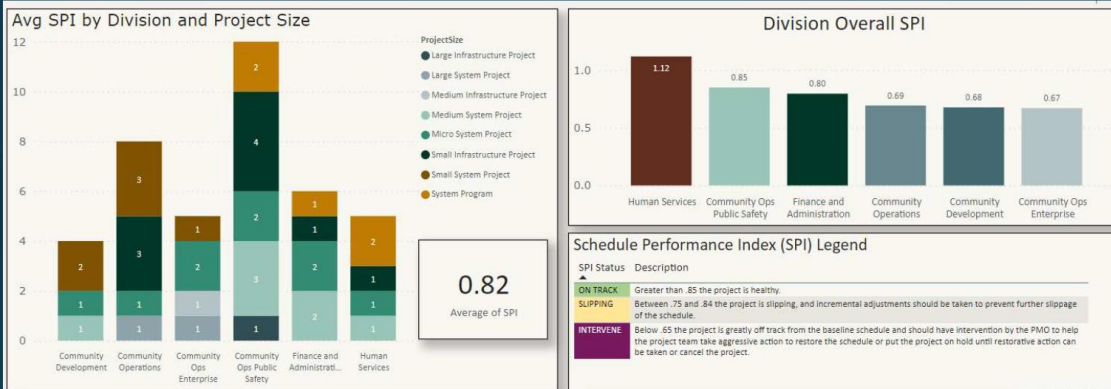 Avg SPI by Division and Project Size
12
10
8
6
4
2
0
2
1
1
3
3
1
1
1
2
1
1
2
4
2
3
1
1
1
2
2
2
1
1
1
Community Development
Community Operations
Community Ops Enterprise
Community Ops Public Safety
Finance and Administrati...
Human Services
ProjectSize
Large Infrastructure Project
Large System Project
Medium Infrastructure Project
Medium System Project
Micro System Project
Small Infrastructure Project
Small System Project
System Program
0.82
Average of SPI
Division Overall SPI
1.0
0.5
0.0
1.12
0.85
0.80
0.69
0.68
0.67
Human Services
Community Ops Public Safety
Finance and Administration
Community Operations
Community Development
Community Ops Enterprise
Schedule Performance Index (SPI) Legend
SPI Status Description
ON TRACK Greater than .85 the project is healthy.
SLIPPING Between .75 and .84 the project is slipping, and incremental adjustments should be taken to prevent further slippage
of the schedule.
INTERVENE Below .65 the project is greatly off track from the baseline schedule and should have intervention by the PMO to help
the project team take aggressive action to restore the schedule or put the project on hold until restorative action can
be taken or cancel the project.